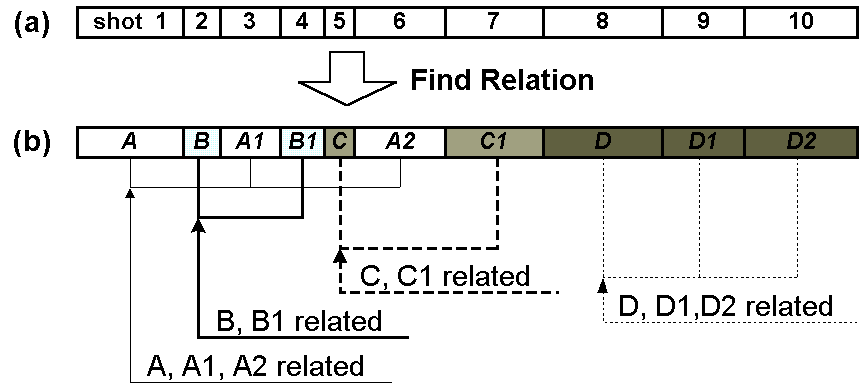 (a) shot 1 2 3 4 5 6 7 8 9 10
Find Relation
(b) A B A1 B1 C A2 C1 D D1 D2
C, C1 related
D, D1,D2 related
B, B1 related
A, A1, A2 related